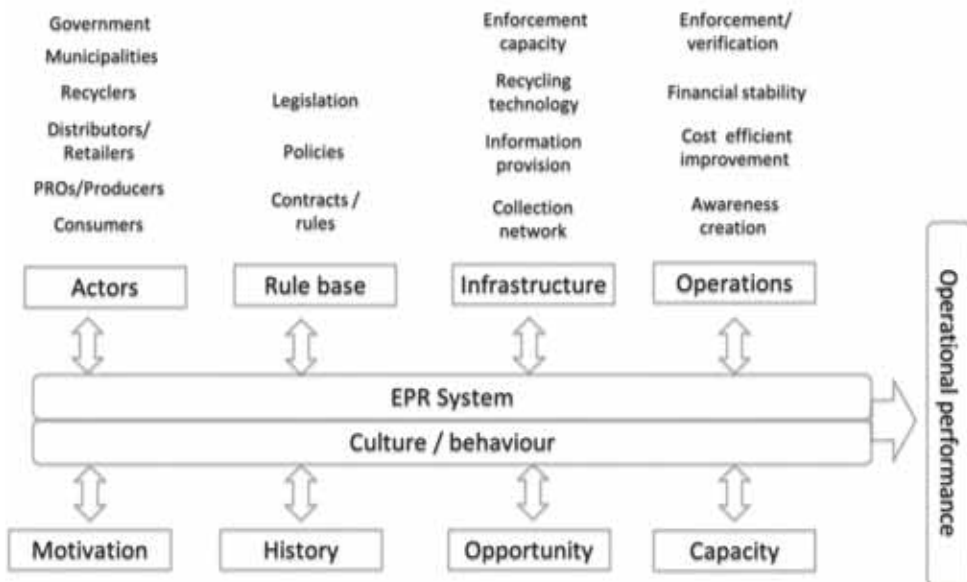 Government
Municipalities
Recyclers
Distributors/
Retailers
PROs/Producers
Consumers
Legislation
Policies
Contracts /
rules
Enforcement
capacity
Recycling
technology
Information
provision
Collection
network
Enforcement/
verification
Financial stability
Cost efficient
improvement
Awareness
creation
Actors
Rule base
Infrastructure
Operations
EPR System
Culture / behaviour
Motivation
History
Opportunity
Capacity
Operational performance